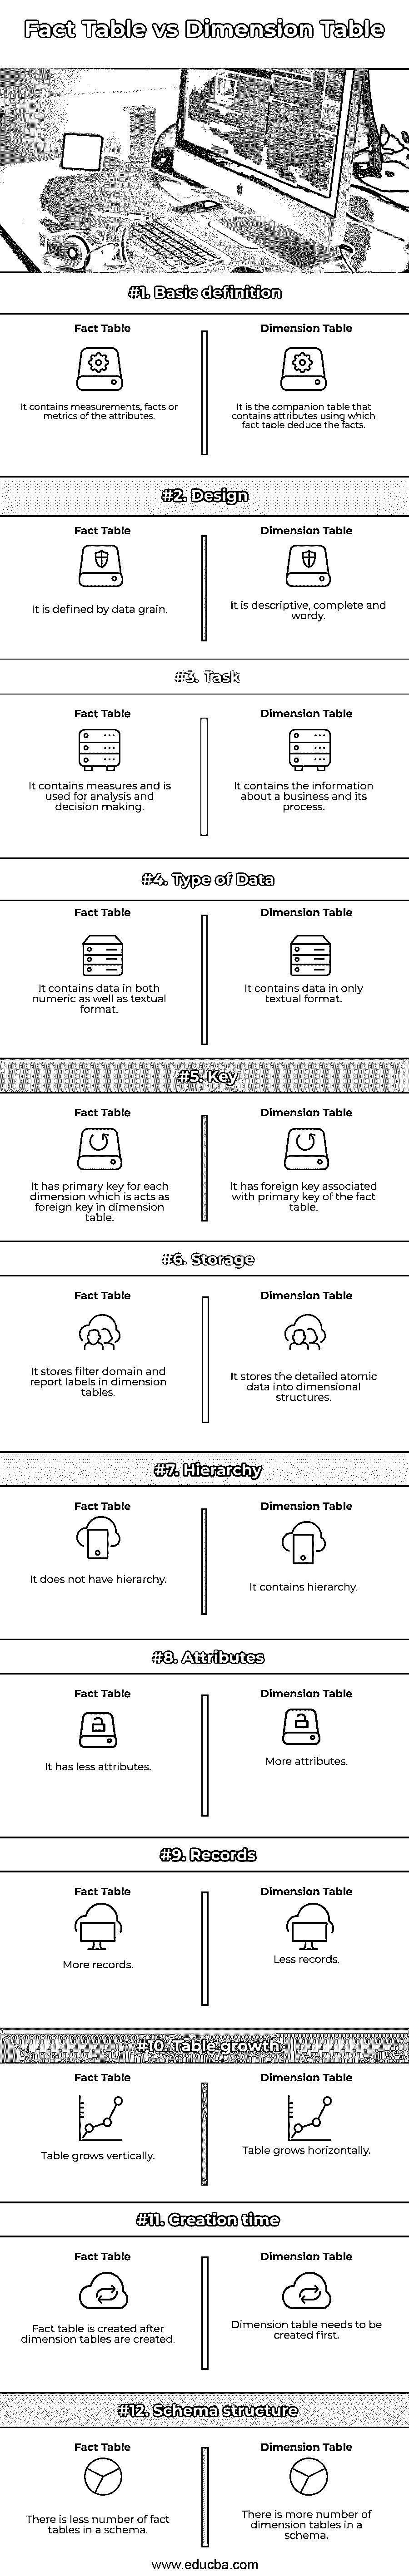 Fact Table vs Dimension Table
#1. Basic definition
Fact Table
It contains measurements, facts or
metrics of the attributes.
Dimension Table
It is the companion table that
contains attributes using which
fact table deduce the facts.
#2. Design
Fact Table
It is defined by data grain.
Dimension Table
It is descriptive, complete and
wordy.
#3. Task
Fact Table
It contains measures and is
used for analysis and
decision making.
Dimension Table
It contains the information
about a business and its
process.
#4. Type of Data
Fact Table
It contains data in both
numeric as well as textual
format.
Dimension Table
It contains data in only
textual format.
#5. Key
Fact Table
It has primary key for each
dimension which is acts as
foreign key in dimension
table.
Dimension Table
It has foreign key associated
with primary key of the fact
table.
#6. Storage
Fact Table
It stores filter domain and
report labels in dimension
tables.
Dimension Table
It stores the detailed atomic
data into dimensional
structures.
#7. Hierarchy
Fact Table
It does not have hierarchy.
Dimension Table
It contains hierarchy.
#8. Attributes
Fact Table
It has less attributes.
Dimension Table
More attributes.
#9. Records
Fact Table
More records.
Dimension Table
Less records.
#10. Table growth
Fact Table
Table grows vertically.
Dimension Table
Table grows horizontally.
#11. Creation time
Fact Table
Fact table is created after
dimension tables are created.
Dimension Table
Dimension table needs to be
created first.
#12. Schema structure
Fact Table
There is less number of fact
tables in a schema.
Dimension Table
There is more number of
dimension tables in a
schema.
www.educba.com